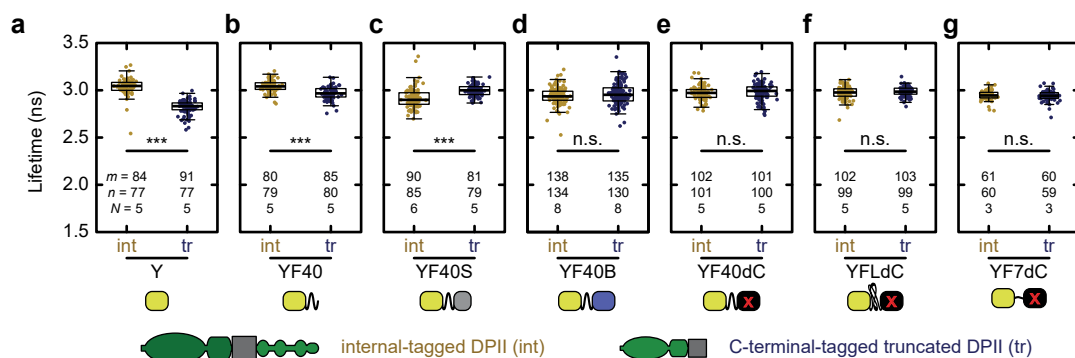 a b c d e f g
Lifetime (ns)
3.5
3.0
2.5
2.0
1.5
*** *** *** n.s. n.s. n.s. n.s.
m = 84 91 80 85 90 81 138 135 102 101 102 103 61 60
n = 77 77 79 80 85 79 134 130 101 100 99 99 60 59
N = 5 5 5 5 6 5 8 8 5 5 5 5 3 3
int tr int tr int tr int tr int tr int tr int tr
Y YF40 YF40S YF40B YF40dC YFLdC YF7dC
X X X
internal-tagged DPII (int) C-terminal-tagged truncated DPII (tr)